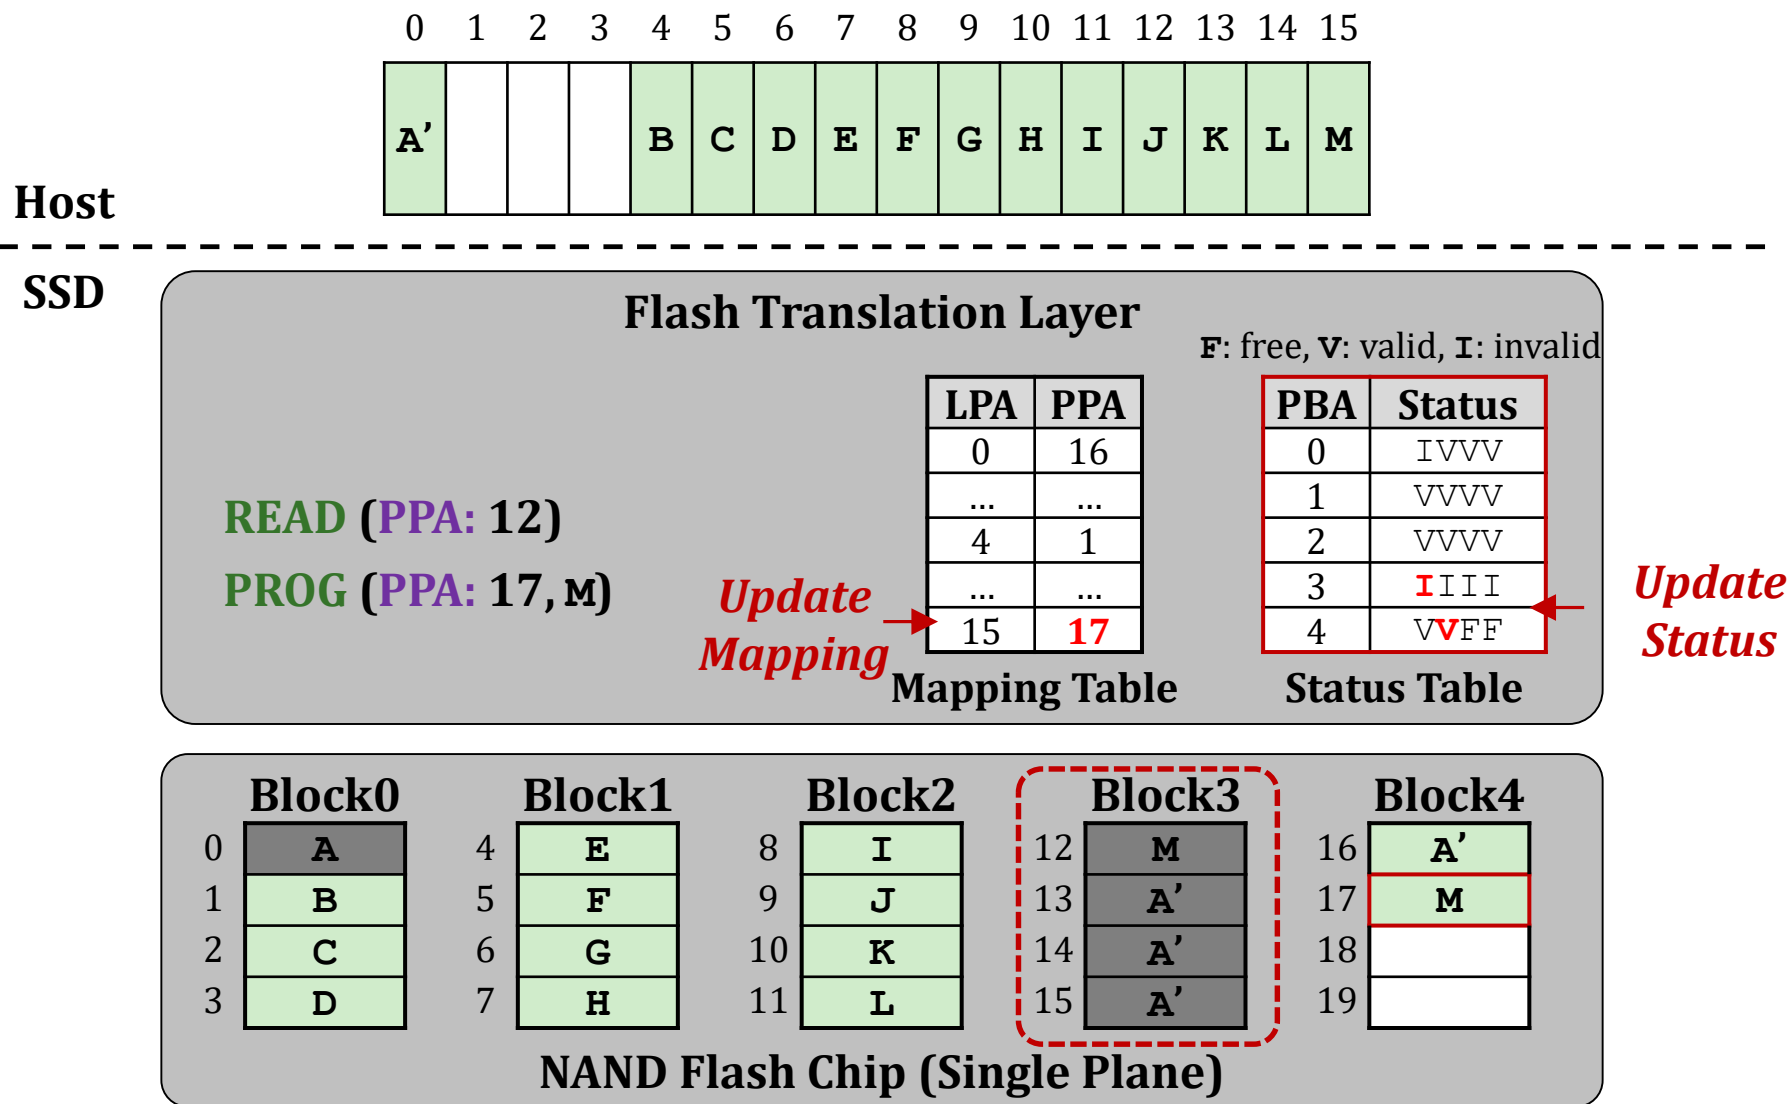 0 1 2 3 4 5 6 7 8 9 10 11 12 13 14 15
A’ B C D E F G H I J K L M
Host
SSD
Flash Translation Layer
F: free, V: valid, I: invalid
READ (PPA: 12)
PROG (PPA: 17, M)
Update
Mapping
LPA PPA
0 16
... ...
4 1
... ...
15 17
Mapping Table
PBA Status
0 IVVV
1 VVVV
2 VVVV
3 IIII
4 VVFF
Status Table
Update
Status
Block0
0 A
1 B
2 C
3 D
Block1
4 E
5 F
6 G
7 H
Block2
8 I
9 J
10 K
11 L
Block3
12 M
13 A’
14 A’
15 A’
Block4
16 A’
17 M
18
19
NAND Flash Chip (Single Plane)